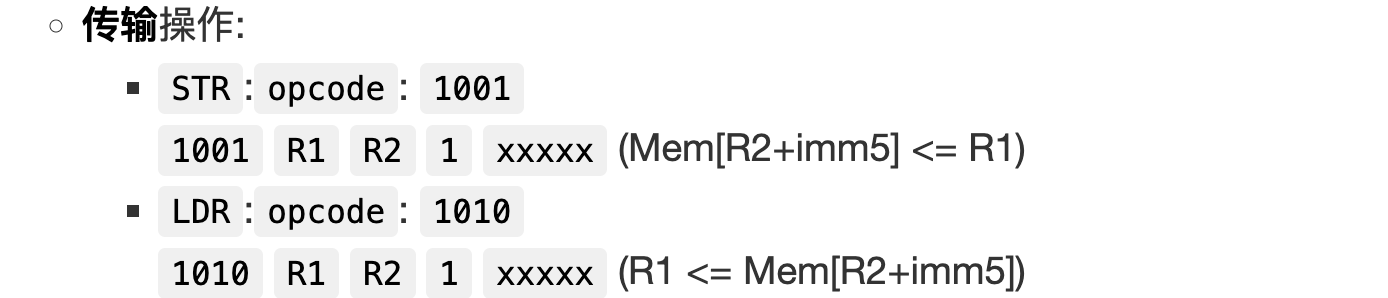 传输操作:
STR : opcode : 1001
1001 R1 R2 1 xxxxx (Mem[R2+imm5] <= R1)
LDR : opcode : 1010
1010 R1 R2 1 xxxxx (R1 <= Mem[R2+imm5])